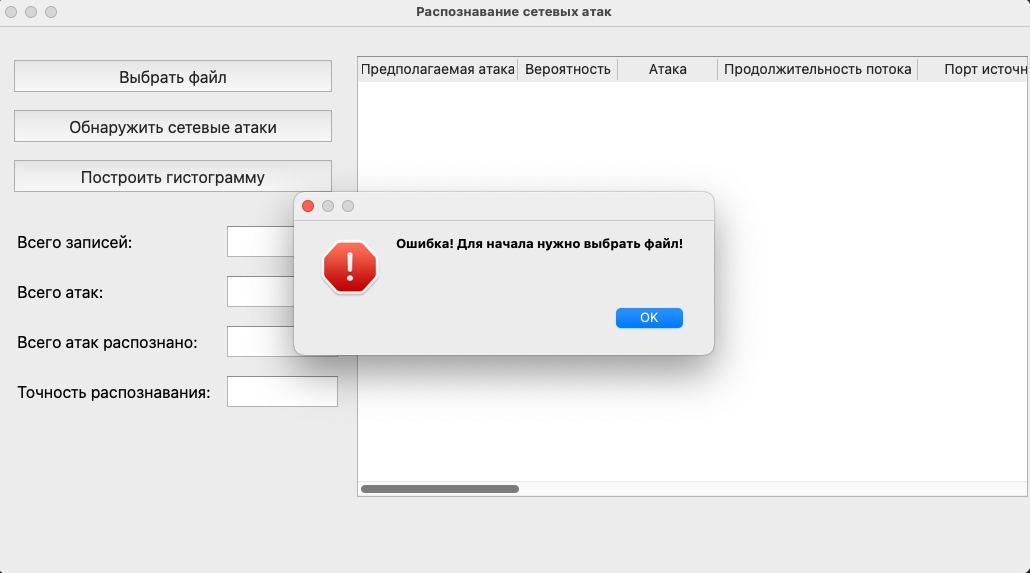 Распознавание сетевых атак
Выбрать файл
Обнаружить сетевые атаки
Построить гистограмму
Всего записей:
Всего атак:
Всего атак распознано:
Точность распознавания:
Предполагаемая атака Вероятность Атака Продолжительность потока Порт источн
Ошибка! Для начала нужно выбрать файл!
OK